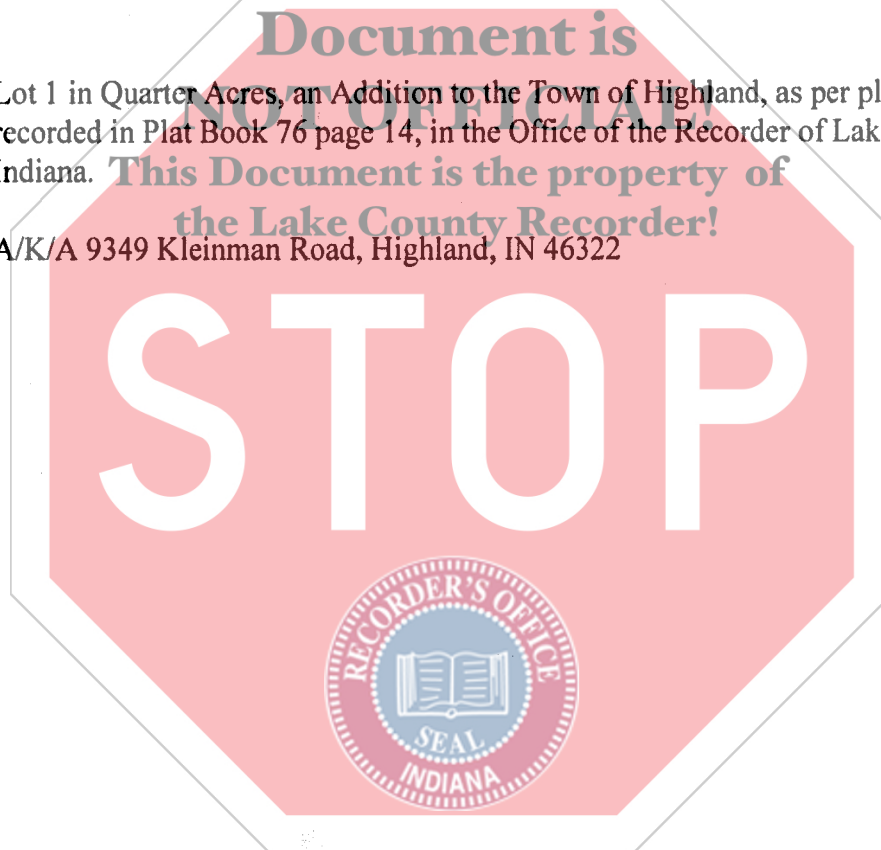 Document is
Lot 1 in Quarter Acres, an Addition to the Town of Highland, as per
NOT OFFICIAL!
recorded in Plat Book 76 page 14, in the Office of the Recorder of
Indiana.
This Document is the property of
the Lake County Recorder!
A/K/A 9349 Kleinman Road, Highland, IN 46322
STOP
RECORDER'S OFFICE
SEAL
INDIANA